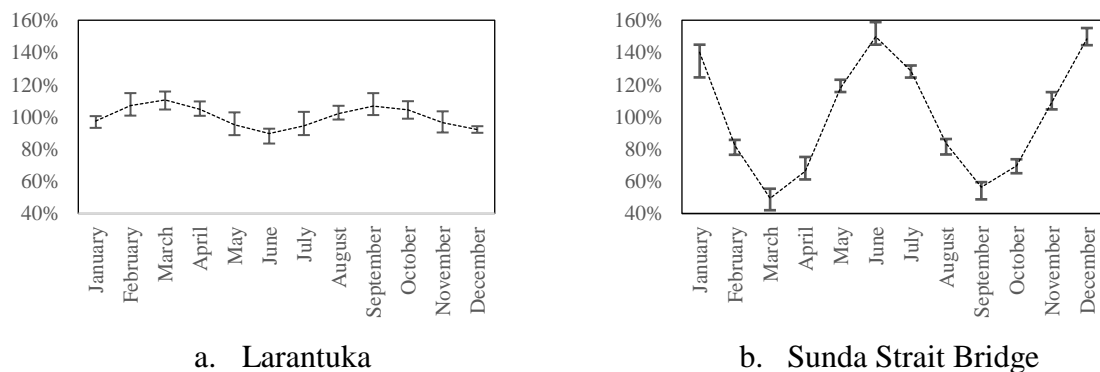 160%
140%
120%
100%
80%
60%
40%
January
February
March
April
May
June
July
August
September
October
November
December
a. Larantuka
160%
140%
120%
100%
80%
60%
40%
January
February
March
April
May
June
July
August
September
October
November
December
b. Sunda Strait Bridge